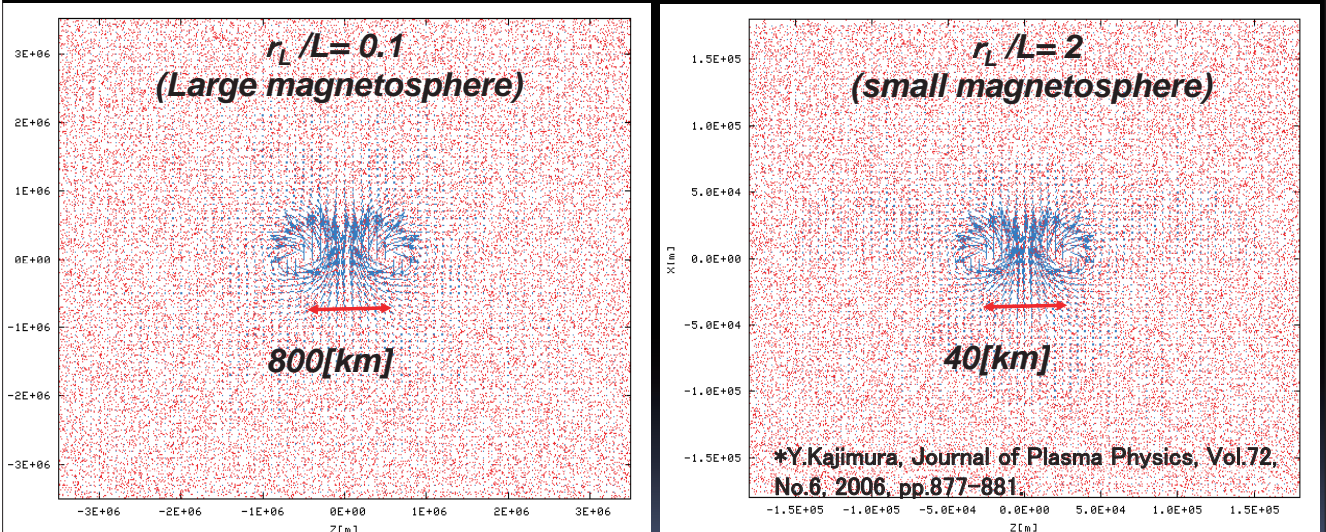 r_L /L= 0.1
(Large magnetosphere)
3E+06
2E+06
1E+06
0E+00
-1E+06
-2E+06
-3E+06
800[km]
-3E+06 -2E+06 -1E+06 0E+00 1E+06 2E+06 3E+06
Z[m]
r_L /L= 2
(small magnetosphere)
1.5E+05
1.0E+05
5.0E+04
0.0E+00
-5.0E+04
-1.0E+05
-1.5E+05
X[m]
40[km]
*Y.Kajimura, Journal of Plasma Physics, Vol.72,
No.6, 2006, pp.877-881.
-1.5E+05 -1.0E+05 -5.0E+04 0.0E+00 5.0E+04 1.0E+05 1.5E+05
Z[m]